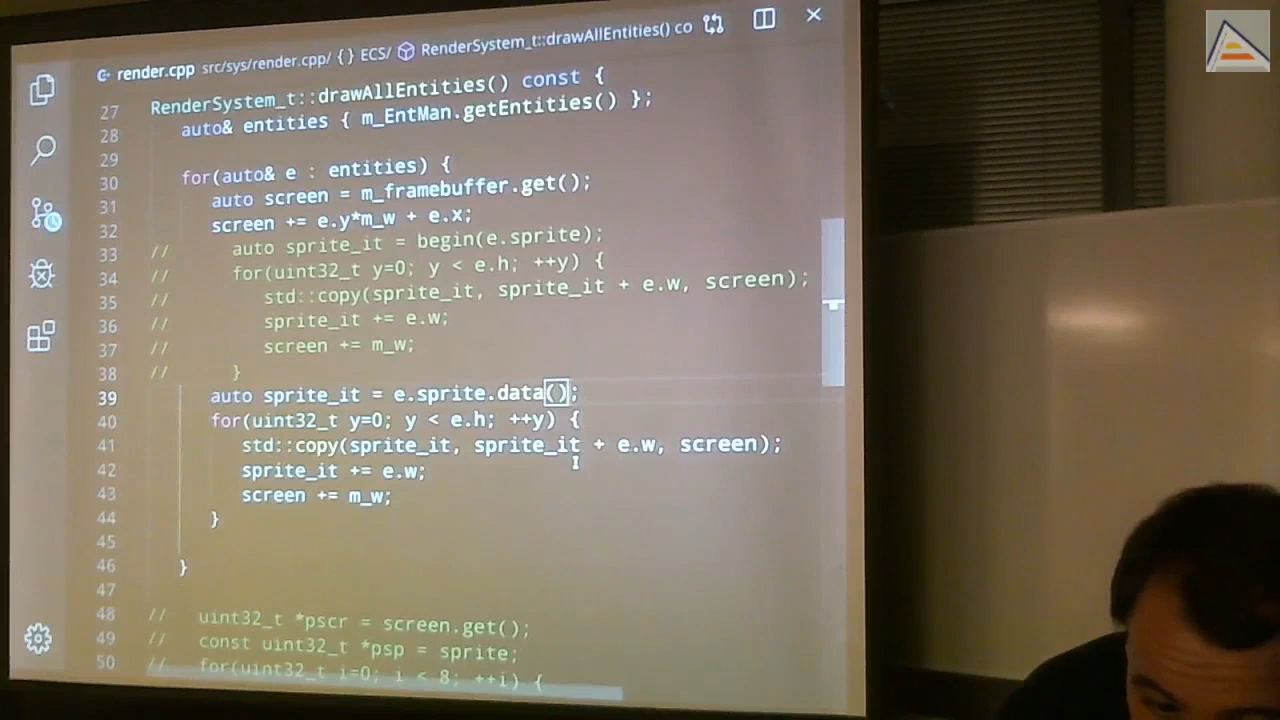 render.cpp src/sys/render.cpp/ {} ECS/ RenderSystem_t::drawAllEntities() co
27 RenderSystem_t::drawAllEntities() const {
28 auto& entities { m_EntMan.getEntities() };
29
30 for(auto& e : entities) {
31 auto screen = m_framebuffer.get();
32 screen += e.y*m_w + e.x;
33 // auto sprite_it = begin(e.sprite);
34 // for(uint32_t y=0; y < e.h; ++y) {
35 // std::copy(sprite_it, sprite_it + e.w, screen);
36 // sprite_it += e.w;
37 // screen += m_w;
38 // }
39 auto sprite_it = e.sprite.data();
40 for(uint32_t y=0; y < e.h; ++y) {
41 std::copy(sprite_it, sprite_it + e.w, screen);
42 sprite_it += e.w;
43 screen += m_w;
44 }
45
46 }
47
48 // uint32_t *pscr = screen.get();
49 // const uint32_t *psp = sprite;
50 // for(uint32_t i=0; i < 8; ++i) {